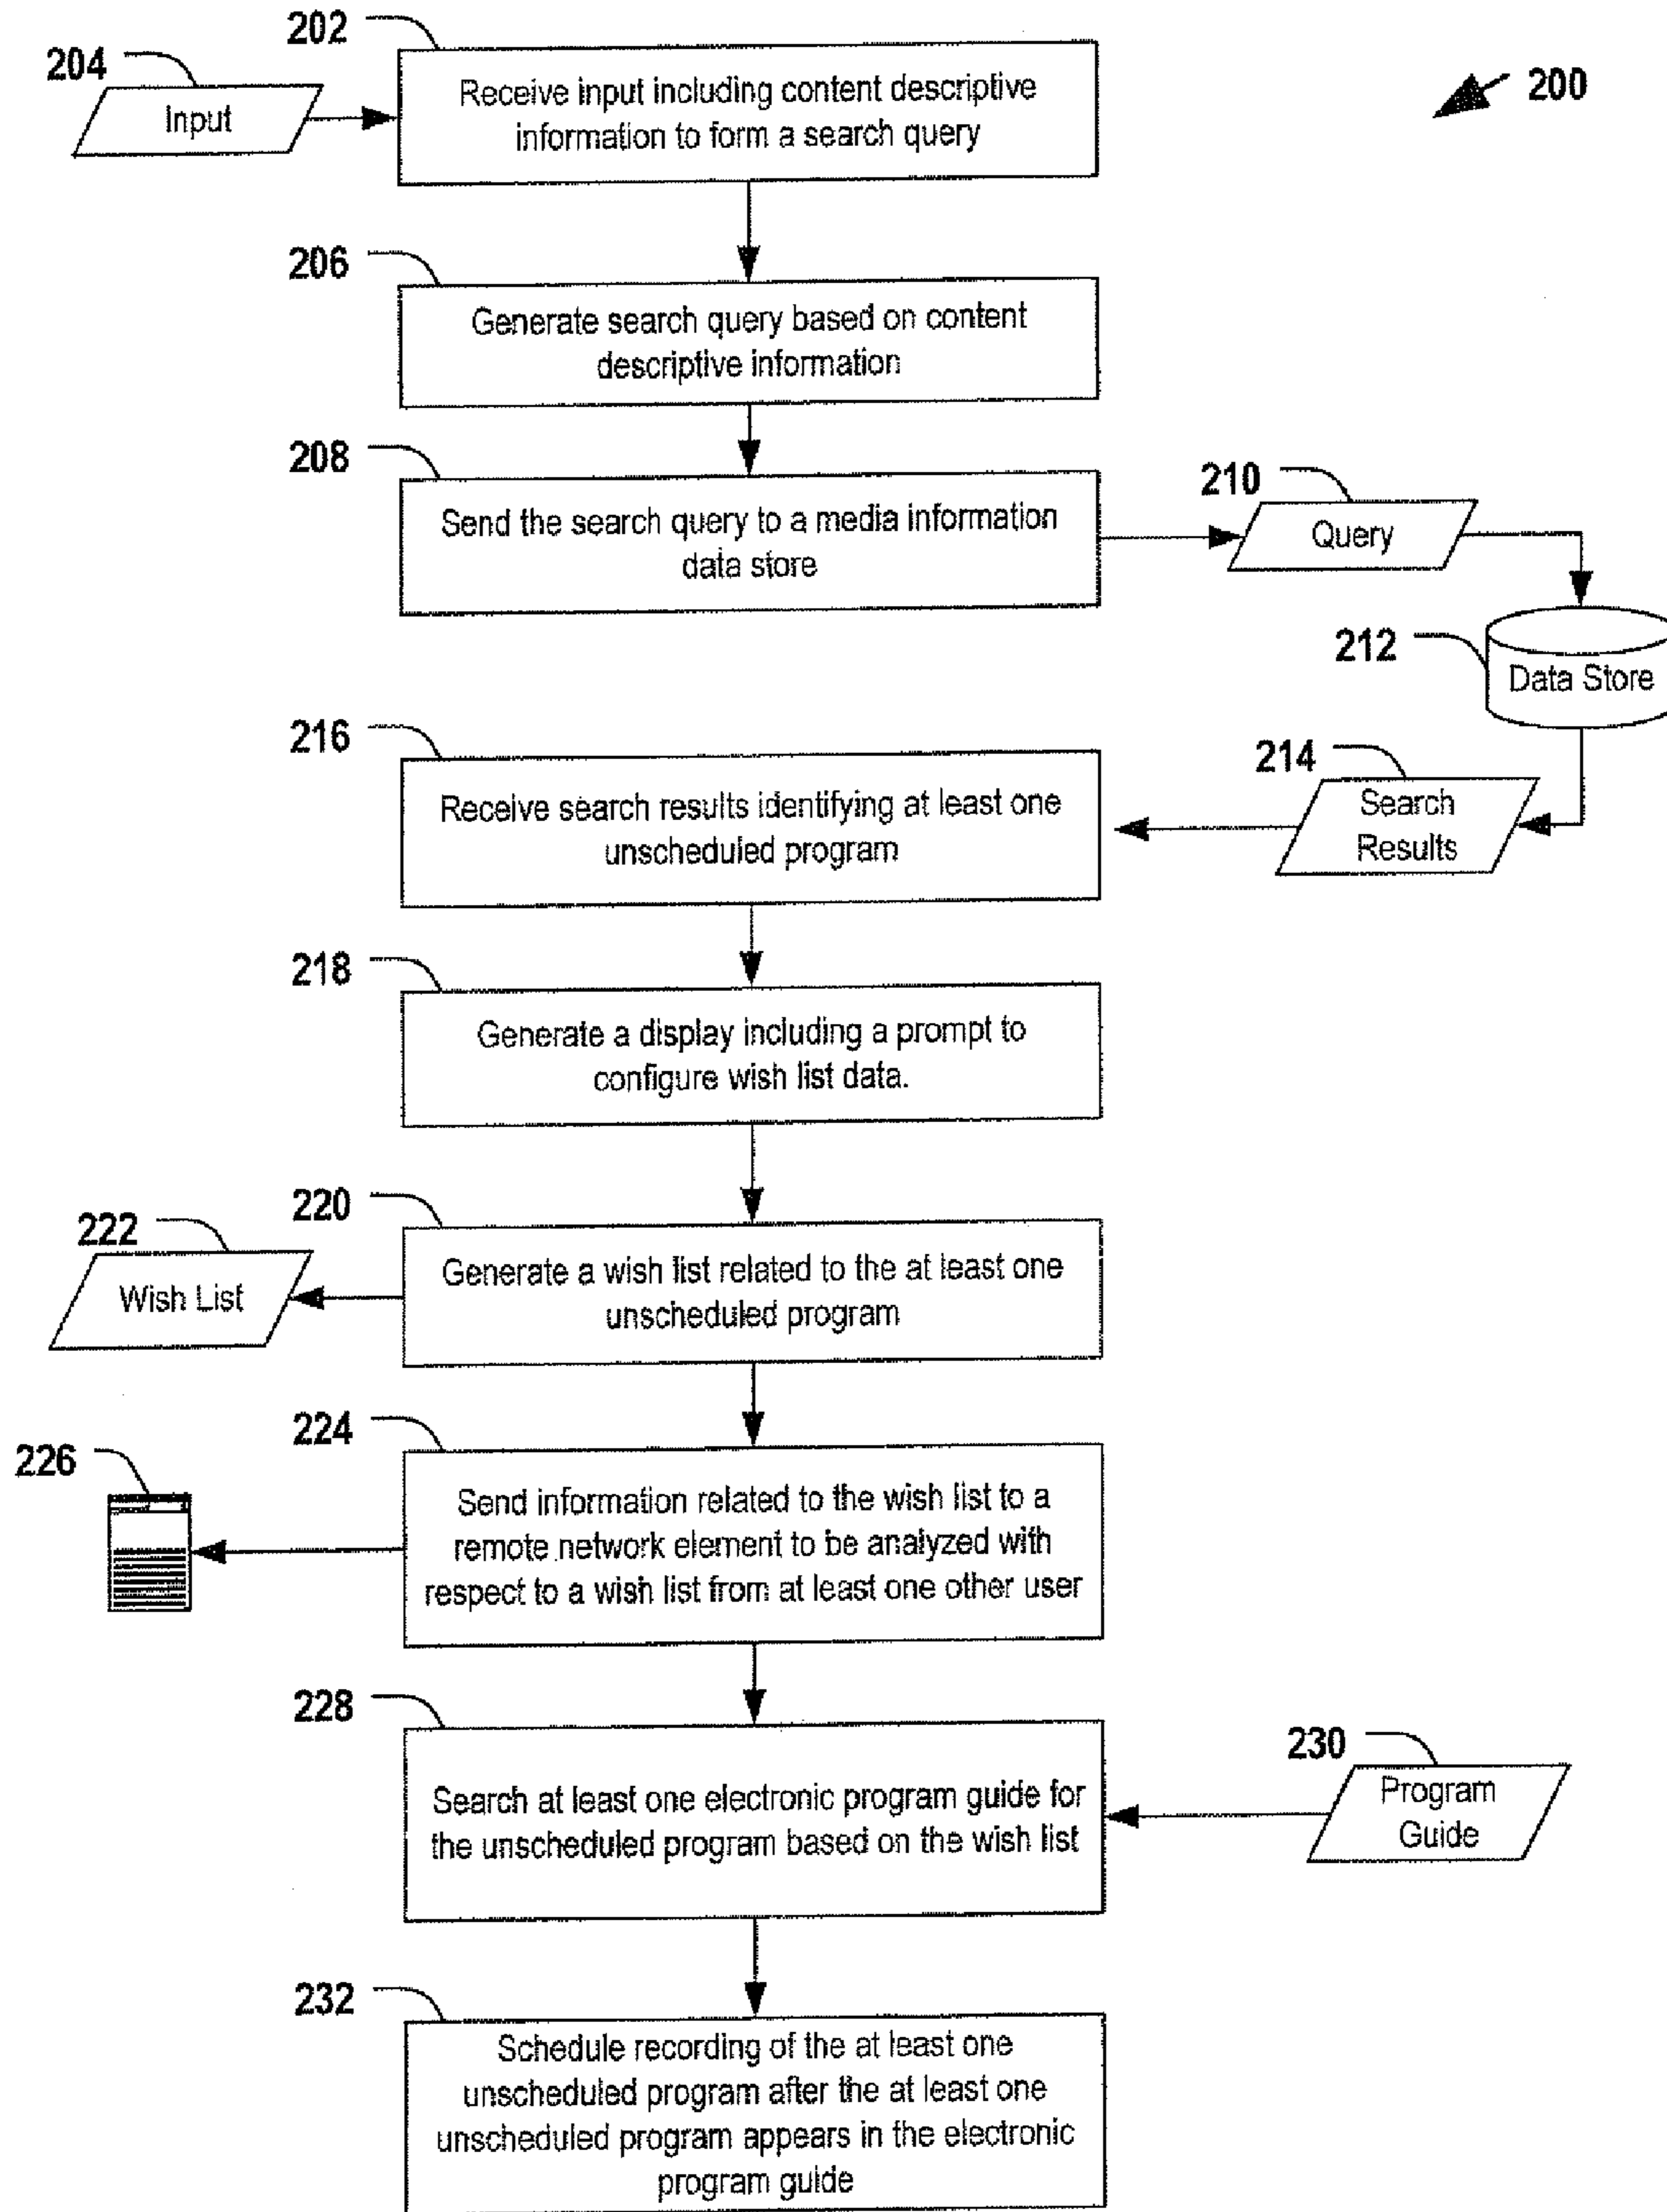 202
204
200
Input
Receive input including content descriptive
information to form a search query
206
Generate search query based on content
descriptive information
208
210
Send the search query to a media information
data store
Query
212
Data Store
216
214
Receive search results identifying at least one
unscheduled program
Search
Results
218
Generate a display including a prompt to
configure wish list data.
220
222
Wish List
Generate a wish list related to the at least one
unscheduled program
224
226
Send information related to the wish list to a
remote network element to be analyzed with
respect to a wish list from at least one other user
228
230
Search at least one electronic program guide for
the unscheduled program based on the wish list
Program
Guide
232
Schedule recording of the at least one
unscheduled program after the at least one
unscheduled program appears in the electronic
program guide